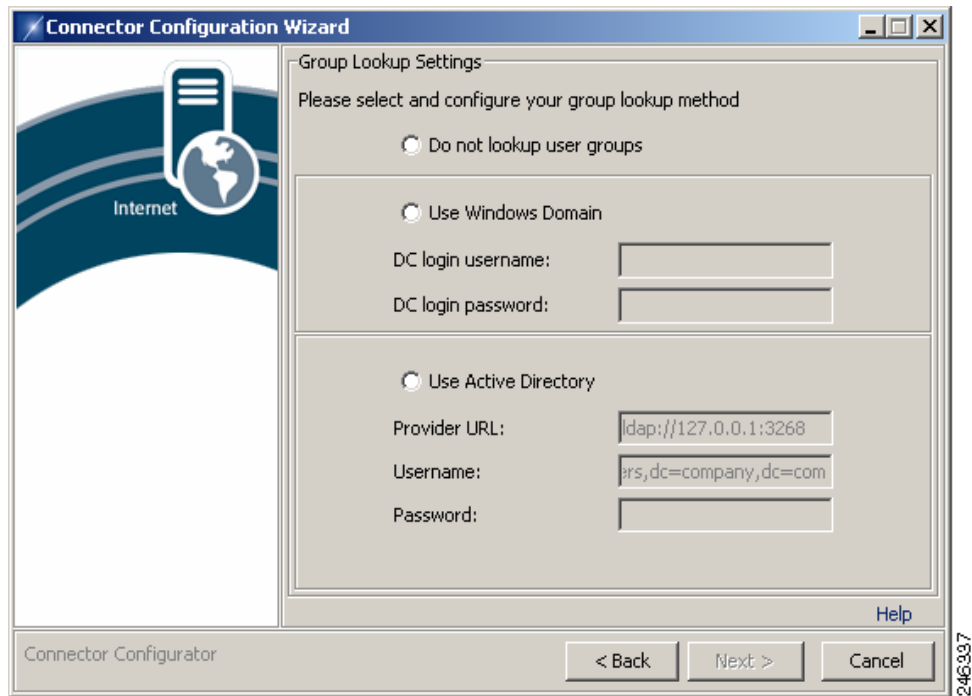 Connector Configuration Wizard
Internet
Group Lookup Settings
Please select and configure your group lookup method
Do not lookup user groups
Use Windows Domain
DC login username:
DC login password:
Use Active Directory
Provider URL: ldap://127.0.0.1:3268
Username: ers,dc=company,dc=com
Password:
Help
Connector Configurator
< Back Next > Cancel
246337